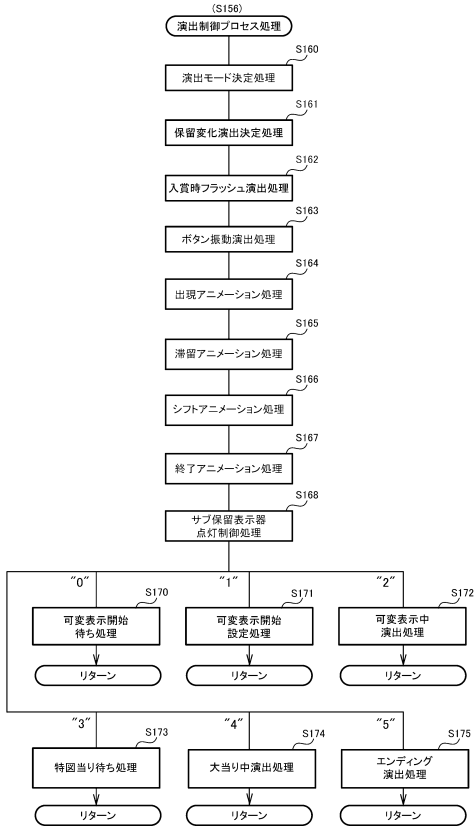 (S156)
演出制御プロセス処理
S160
演出モード決定処理
S161
保留変化演出決定処理
S162
入賞時フラッシュ演出処理
S163
ボタン振動演出処理
S164
出現アニメーション処理
S165
滞留アニメーション処理
S166
シフトアニメーション処理
S167
終了アニメーション処理
S168
サブ保留表示器
点灯制御処理
"0"
S170
可変表示開始
待ち処理
リターン
"1"
S171
可変表示開始
設定処理
リターン
"2"
S172
可変表示中
演出処理
リターン
"3"
S173
特図当り待ち処理
リターン
"4"
S174
大当り中演出処理
リターン
"5"
S175
エンディング
演出処理
リターン